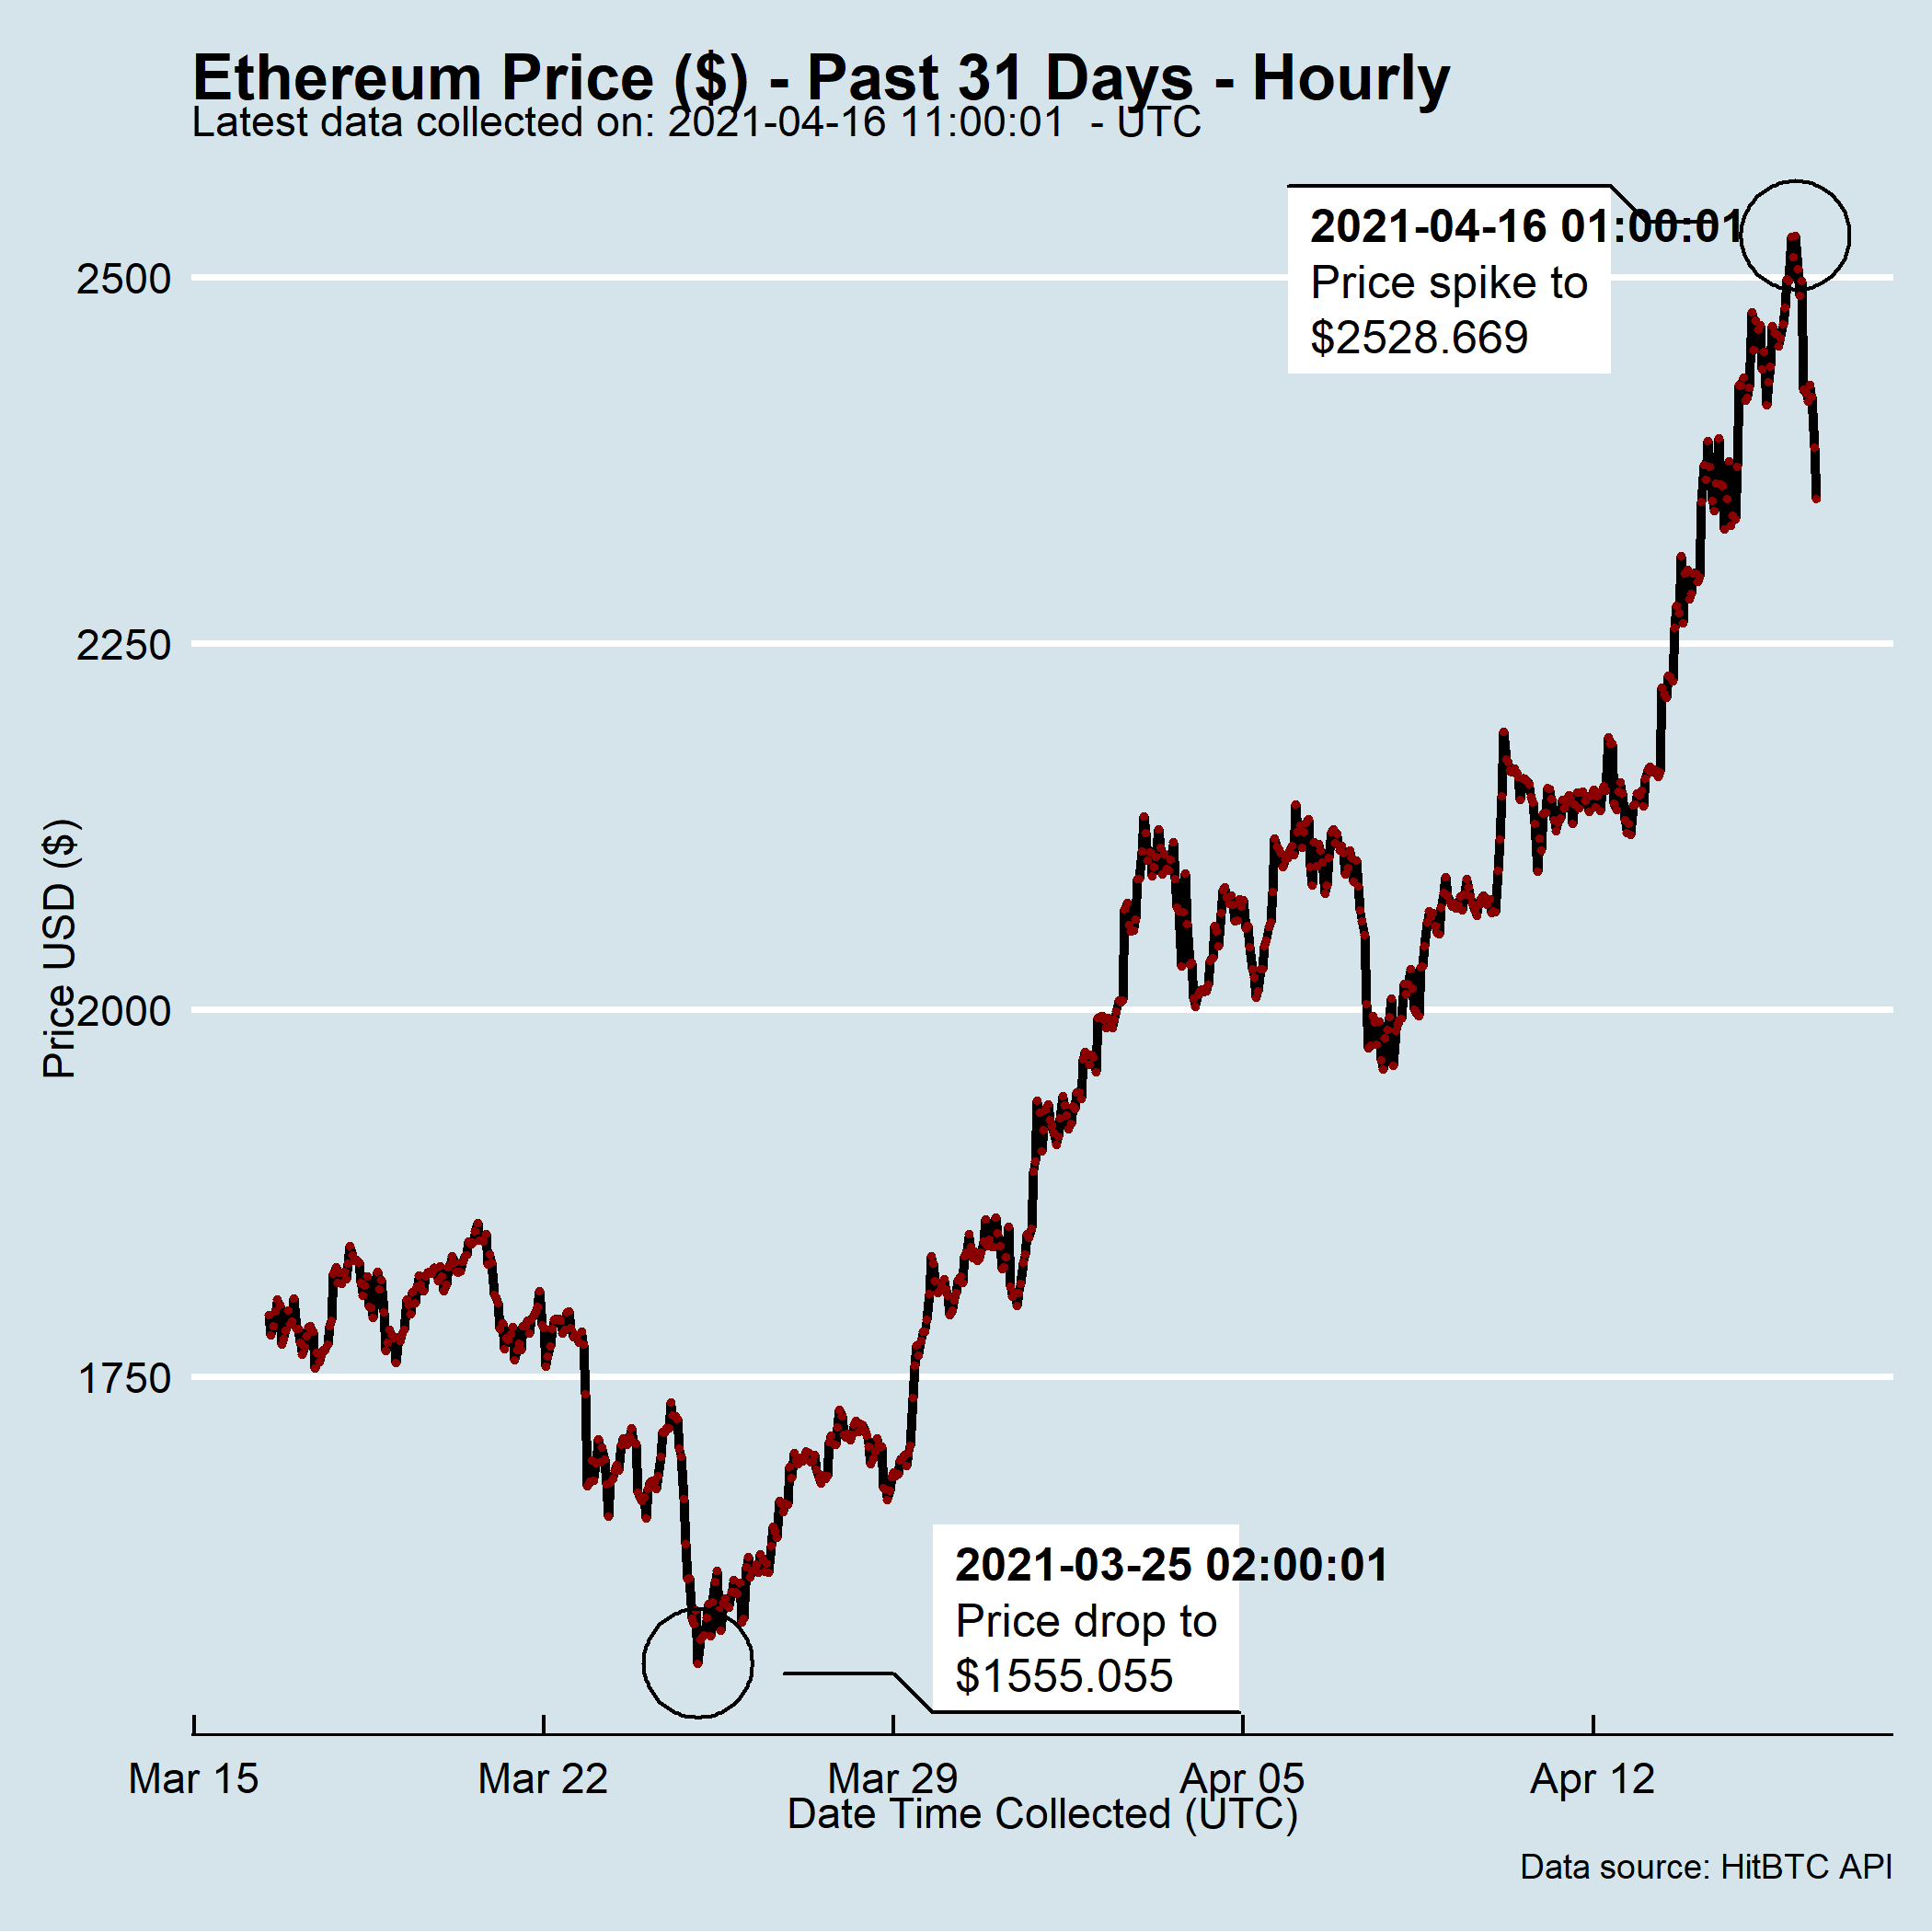 Ethereum Price ($) - Past 31 Days - Hourly
Latest data collected on: 2021-04-16 11:00:01  - UTC
2021-04-16 01:00:01
Price spike to
$2528.669
2500
2250
2000
1750
Price USD ($)
2021-03-25 02:00:01
Price drop to
$1555.055
Mar 15 Mar 22 Mar 29 Apr 05 Apr 12
Date Time Collected (UTC)
Data source: HitBTC API